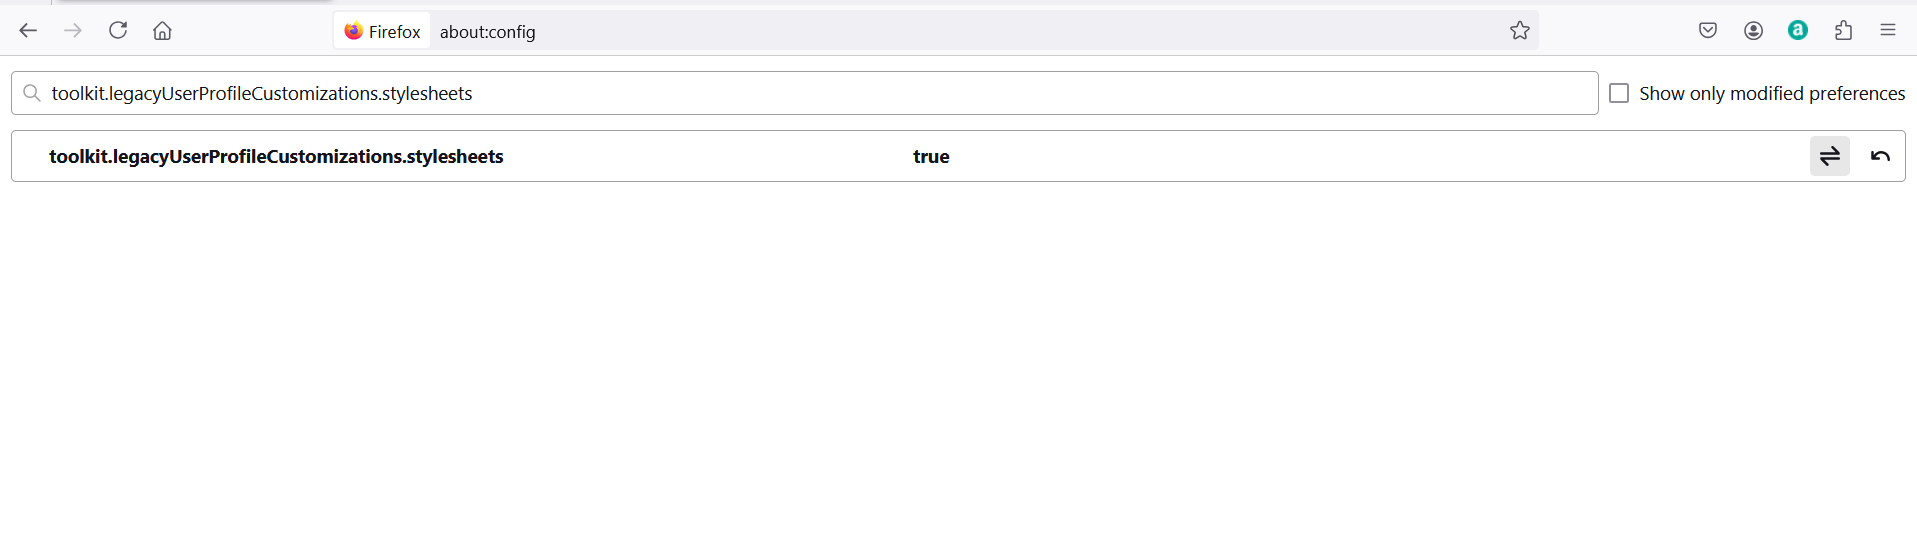 Firefox about:config
toolkit.legacyUserProfileCustomizations.stylesheets Show only modified preferences
toolkit.legacyUserProfileCustomizations.stylesheets true